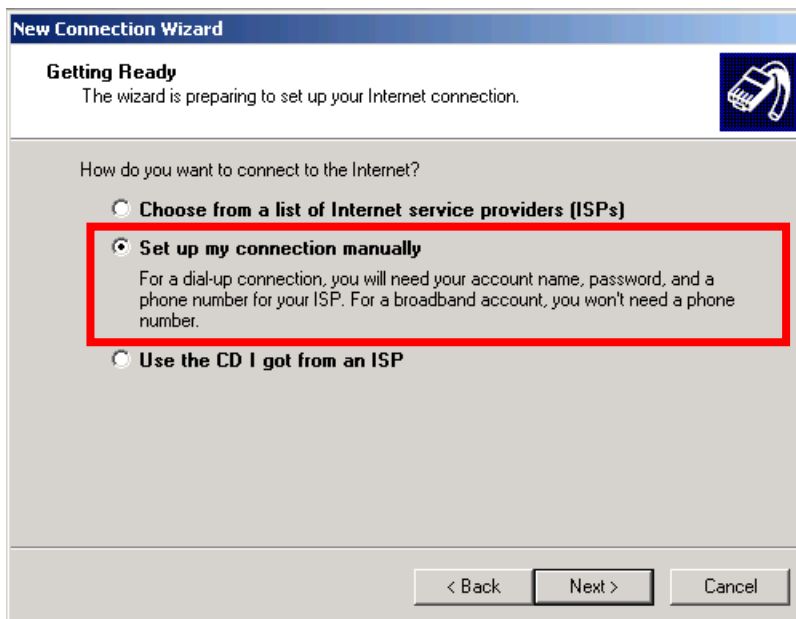 New Connection Wizard
Getting Ready
The wizard is preparing to set up your Internet connection.
How do you want to connect to the Internet?
Choose from a list of Internet service providers (ISPs)
Set up my connection manually
For a dial-up connection, you will need your account name, password, and a
phone number for your ISP. For a broadband account, you won't need a phone
number.
Use the CD I got from an ISP
< Back Next > Cancel